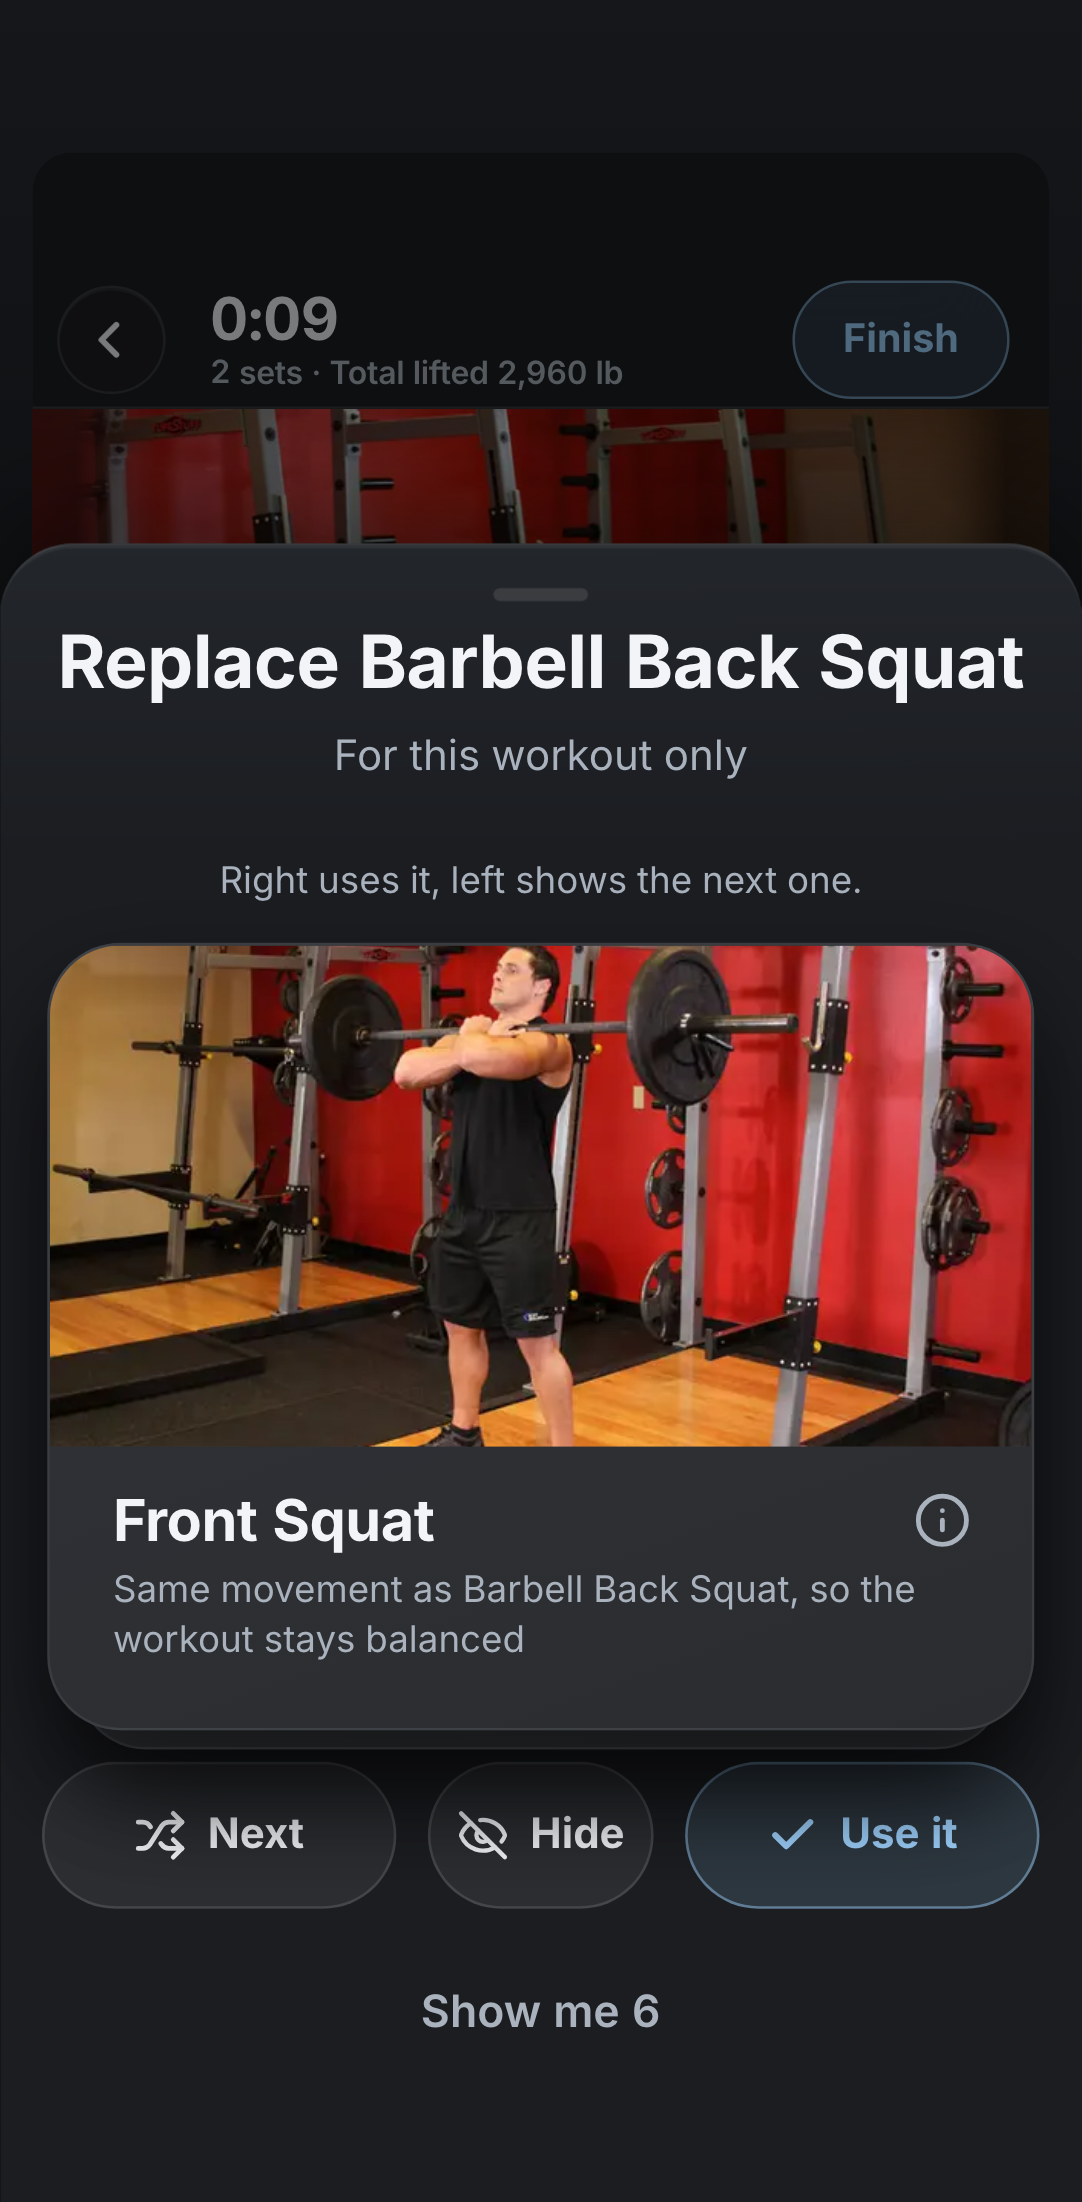 0:09
2 sets · Total lifted 2,960 lb
Finish
Replace Barbell Back Squat
For this workout only
Right uses it, left shows the next one.
Front Squat
Same movement as Barbell Back Squat, so the
workout stays balanced
Next
Hide
Use it
Show me 6